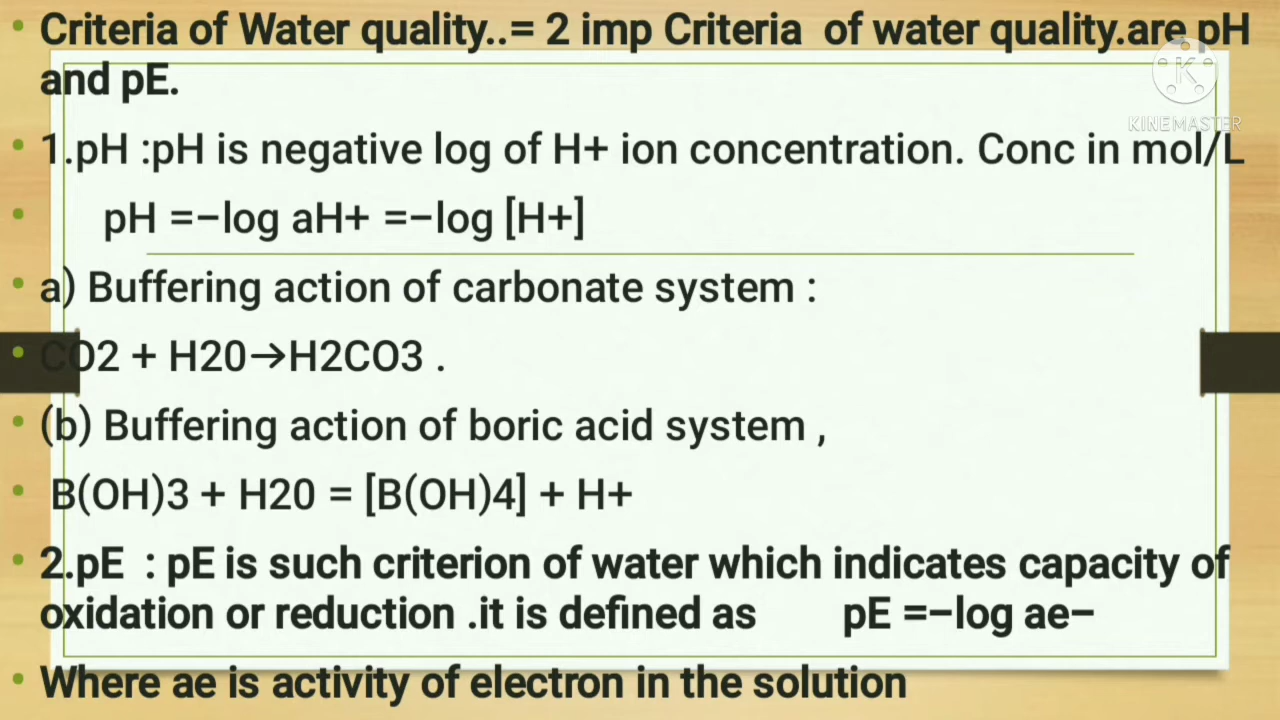 • Criteria of Water quality..= 2 imp Criteria  of water quality.are pH
and pE.
• 1.pH :pH is negative log of H+ ion concentration. Conc in mol/L
• pH =−log aH+ =−log [H+]
• a) Buffering action of carbonate system :
• CO2 + H20→H2CO3 .
• (b) Buffering action of boric acid system ,
• B(OH)3 + H20 = [B(OH)4] + H+
• 2.pE  : pE is such criterion of water which indicates capacity of
oxidation or reduction .it is defined as        pE =−log ae−
• Where ae is activity of electron in the solution
K
KINEMASTER